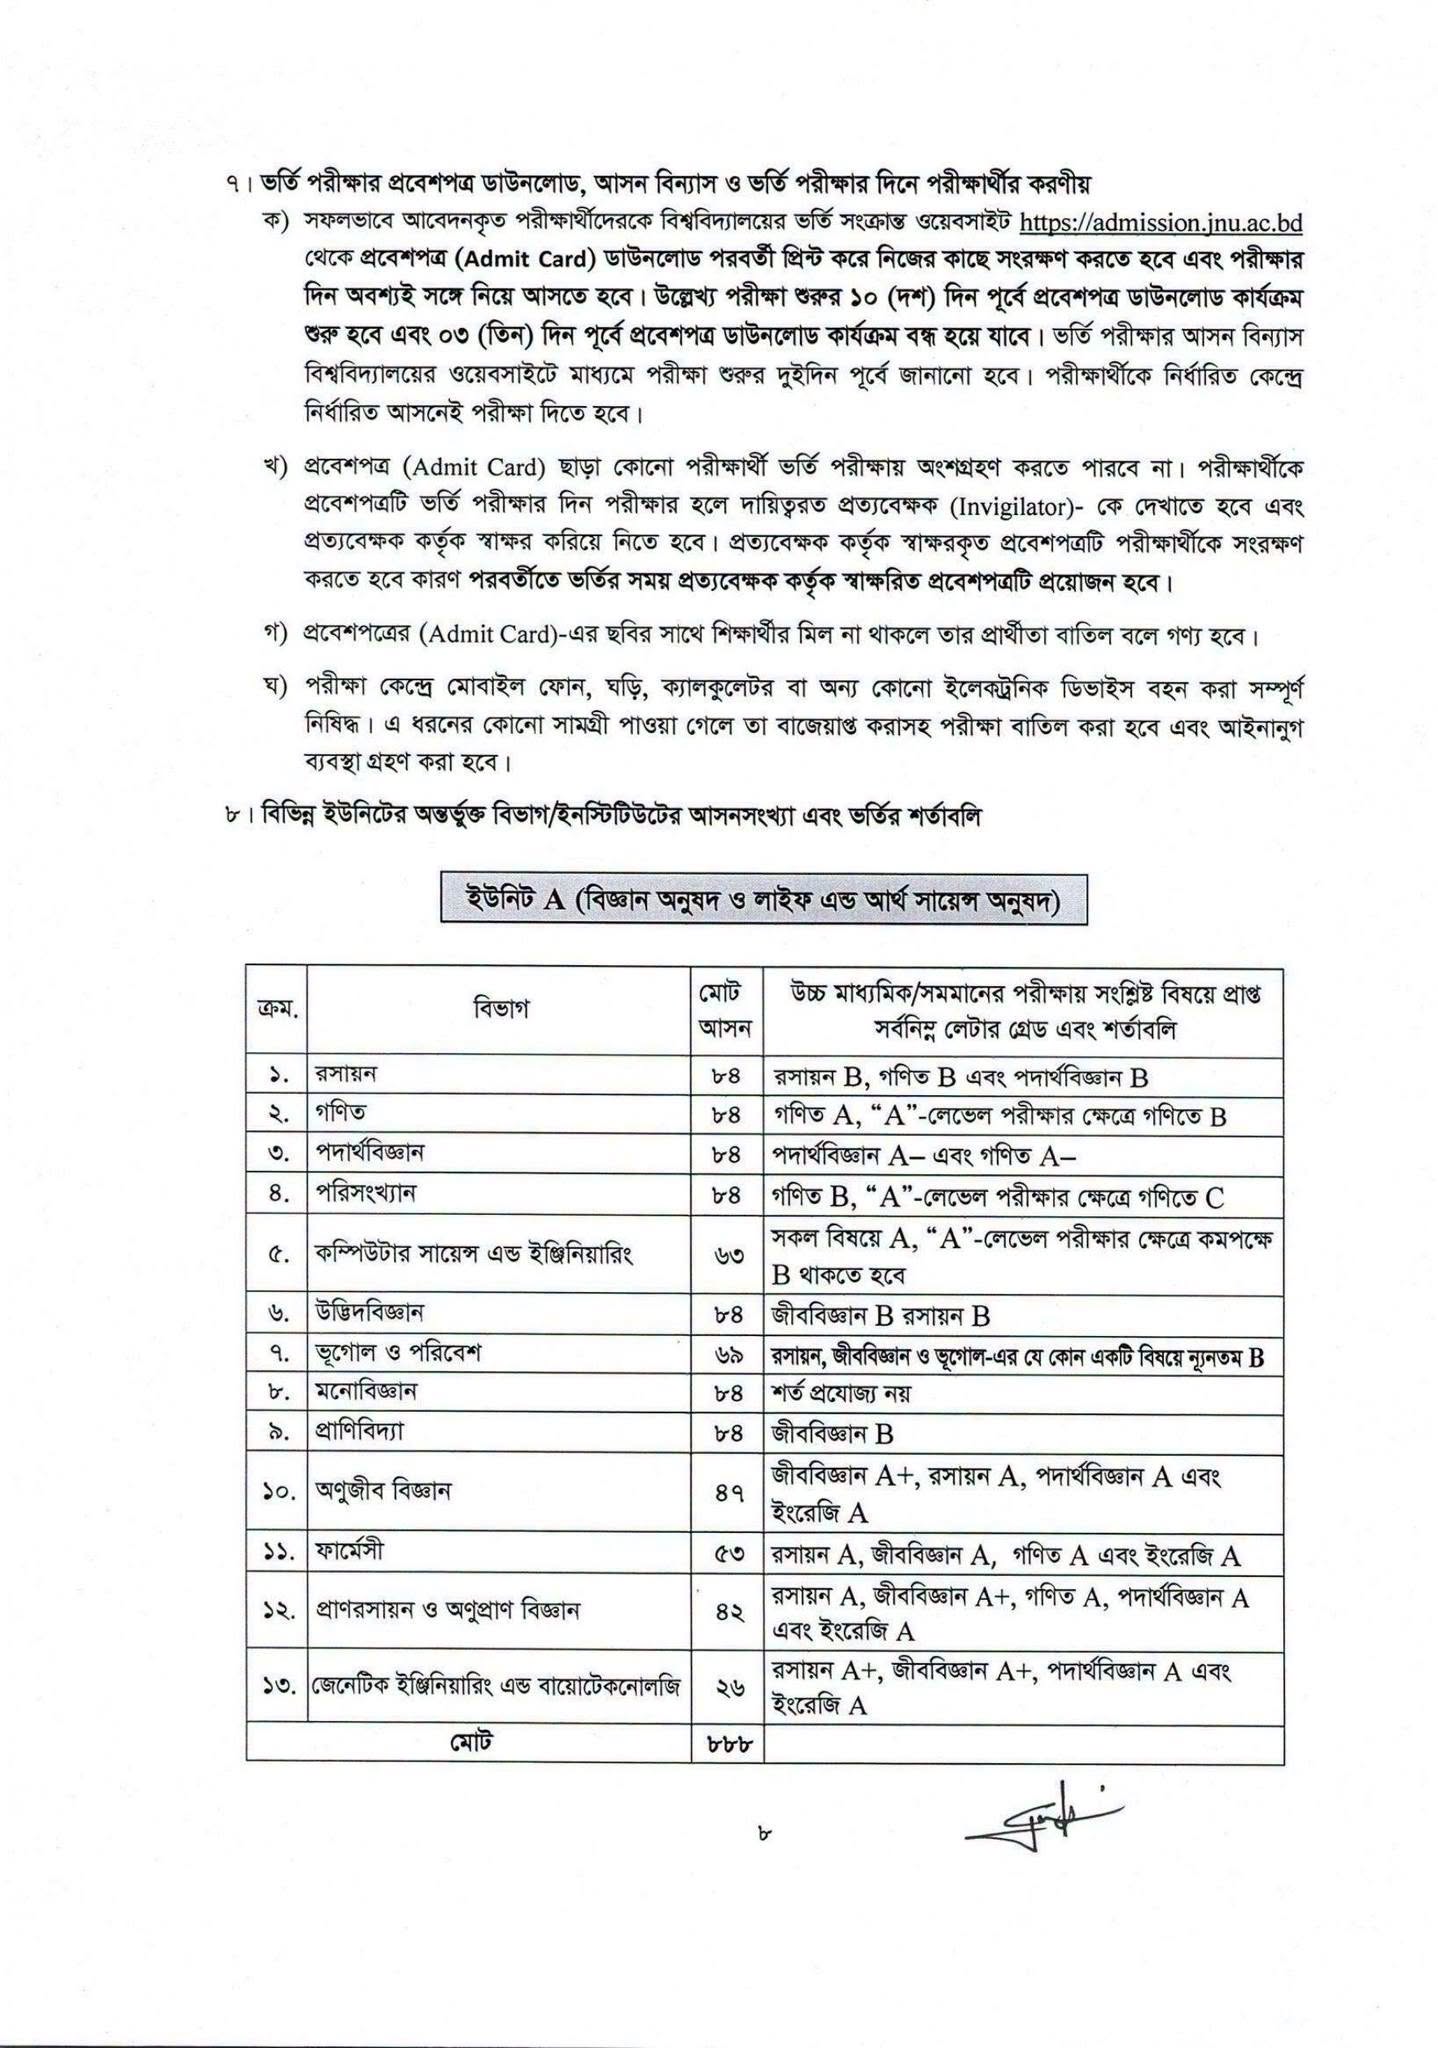 ৭। ভর্তি পরীক্ষার প্রবেশপত্র ডাউনলোড, আসন বিন্যাস ও ভর্তি পরীক্ষার দিনে পরীক্ষার্থীর করণীয়
ক) সফলভাবে আবেদনকৃত পরীক্ষার্থীদেরকে বিশ্ববিদ্যালয়ের ভর্তি সংক্রান্ত ওয়েবসাইট https://admission.jnu.ac.bd
থেকে প্রবেশপত্র (Admit Card) ডাউনলোড পরবর্তী প্রিন্ট করে নিজের কাছে সংরক্ষণ করতে হবে এবং পরীক্ষার
দিন অবশ্যই সঙ্গে নিয়ে আসতে হবে। উল্লেখ্য পরীক্ষা শুরুর ১০ (দশ) দিন পূর্বে প্রবেশপত্র ডাউনলোড কার্যক্রম
শুরু হবে এবং ০৩ (তিন) দিন পূর্বে প্রবেশপত্র ডাউনলোড কার্যক্রম বন্ধ হয়ে যাবে। ভর্তি পরীক্ষার আসন বিন্যাস
বিশ্ববিদ্যালয়ের ওয়েবসাইটে মাধ্যমে পরীক্ষা শুরুর দুইদিন পূর্বে জানানো হবে। পরীক্ষার্থীকে নির্ধারিত কেন্দ্রে
নির্ধারিত আসনেই পরীক্ষা দিতে হবে।
খ) প্রবেশপত্র (Admit Card) ছাড়া কোনো পরীক্ষার্থী ভর্তি পরীক্ষায় অংশগ্রহণ করতে পারবে না। পরীক্ষার্থীকে
প্রবেশপত্রটি ভর্তি পরীক্ষার দিন পরীক্ষার হলে দায়িত্বরত প্রত্যবেক্ষক (Invigilator)- কে দেখাতে হবে এবং
প্রত্যবেক্ষক কর্তৃক স্বাক্ষর করিয়ে নিতে হবে। প্রত্যবেক্ষক কর্তৃক স্বাক্ষরকৃত প্রবেশপত্রটি পরীক্ষার্থীকে সংরক্ষণ
করতে হবে কারণ পরবর্তীতে ভর্তির সময় প্রত্যবেক্ষক কর্তৃক স্বাক্ষরিত প্রবেশপত্রটি প্রয়োজন হবে।
গ) প্রবেশপত্রের (Admit Card)-এর ছবির সাথে শিক্ষার্থীর মিল না থাকলে তার প্রার্থীতা বাতিল বলে গণ্য হবে।
ঘ) পরীক্ষা কেন্দ্রে মোবাইল ফোন, ঘড়ি, ক্যালকুলেটর বা অন্য কোনো ইলেকট্রনিক ডিভাইস বহন করা সম্পূর্ণ
নিষিদ্ধ। এ ধরনের কোনো সামগ্রী পাওয়া গেলে তা বাজেয়াপ্ত করাসহ পরীক্ষা বাতিল করা হবে এবং আইনানুগ
ব্যবস্থা গ্রহণ করা হবে।
৮। বিভিন্ন ইউনিটের অন্তর্ভুক্ত বিভাগ/ইনস্টিটিউটের আসনসংখ্যা এবং ভর্তির শর্তাবলি
ইউনিট A (বিজ্ঞান অনুষদ ও লাইফ এন্ড আর্থ সায়েন্স অনুষদ)
ক্রম. বিভাগ মোট আসন উচ্চ মাধ্যমিক/সমমানের পরীক্ষায় সংশ্লিষ্ট বিষয়ে প্রাপ্ত
সর্বনিম্ন লেটার গ্রেড এবং শর্তাবলি
১. রসায়ন ৮৪ রসায়ন B, গণিত B এবং পদার্থবিজ্ঞান B
২. গণিত ৮৪ গণিত A, “A”-লেভেল পরীক্ষার ক্ষেত্রে গণিতে B
৩. পদার্থবিজ্ঞান ৮৪ পদার্থবিজ্ঞান A– এবং গণিত A–
৪. পরিসংখ্যান ৮৪ গণিত B, “A”-লেভেল পরীক্ষার ক্ষেত্রে গণিতে C
৫. কম্পিউটার সায়েন্স এন্ড ইঞ্জিনিয়ারিং ৬৩ সকল বিষয়ে A, “A”-লেভেল পরীক্ষার ক্ষেত্রে কমপক্ষে
B থাকতে হবে
৬. উদ্ভিদবিজ্ঞান ৮৪ জীববিজ্ঞান B রসায়ন B
৭. ভূগোল ও পরিবেশ ৬৯ রসায়ন, জীববিজ্ঞান ও ভূগোল-এর যে কোন একটি বিষয়ে ন্যূনতম B
৮. মনোবিজ্ঞান ৮৪ শর্ত প্রযোজ্য নয়
৯. প্রাণিবিদ্যা ৮৪ জীববিজ্ঞান B
১০. অণুজীব বিজ্ঞান ৪৭ জীববিজ্ঞান A+, রসায়ন A, পদার্থবিজ্ঞান A এবং
ইংরেজি A
১১. ফার্মেসী ৫৩ রসায়ন A, জীববিজ্ঞান A, গণিত A এবং ইংরেজি A
১২. প্রাণরসায়ন ও অণুপ্রাণ বিজ্ঞান ৪২ রসায়ন A, জীববিজ্ঞান A+, গণিত A, পদার্থবিজ্ঞান A
এবং ইংরেজি A
১৩. জেনেটিক ইঞ্জিনিয়ারিং এন্ড বায়োটেকনোলজি ২৬ রসায়ন A+, জীববিজ্ঞান A+, পদার্থবিজ্ঞান A এবং
ইংরেজি A
মোট ৮৮৮
৮